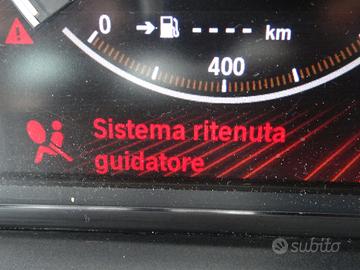 0 ➔ - - - - km
400
Sistema ritenuta
guidatore
subito